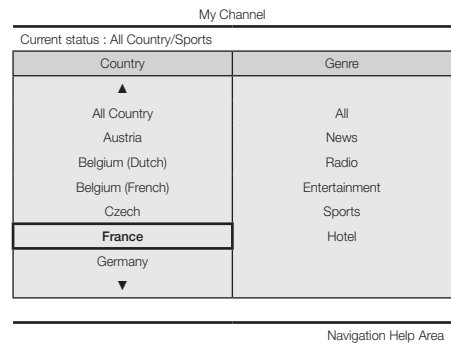 My Channel
Current status : All Country/Sports
Country Genre
▲
All Country All
Austria News
Belgium (Dutch) Radio
Belgium (French) Entertainment
Czech Sports
France Hotel
Germany
▼
Navigation Help Area